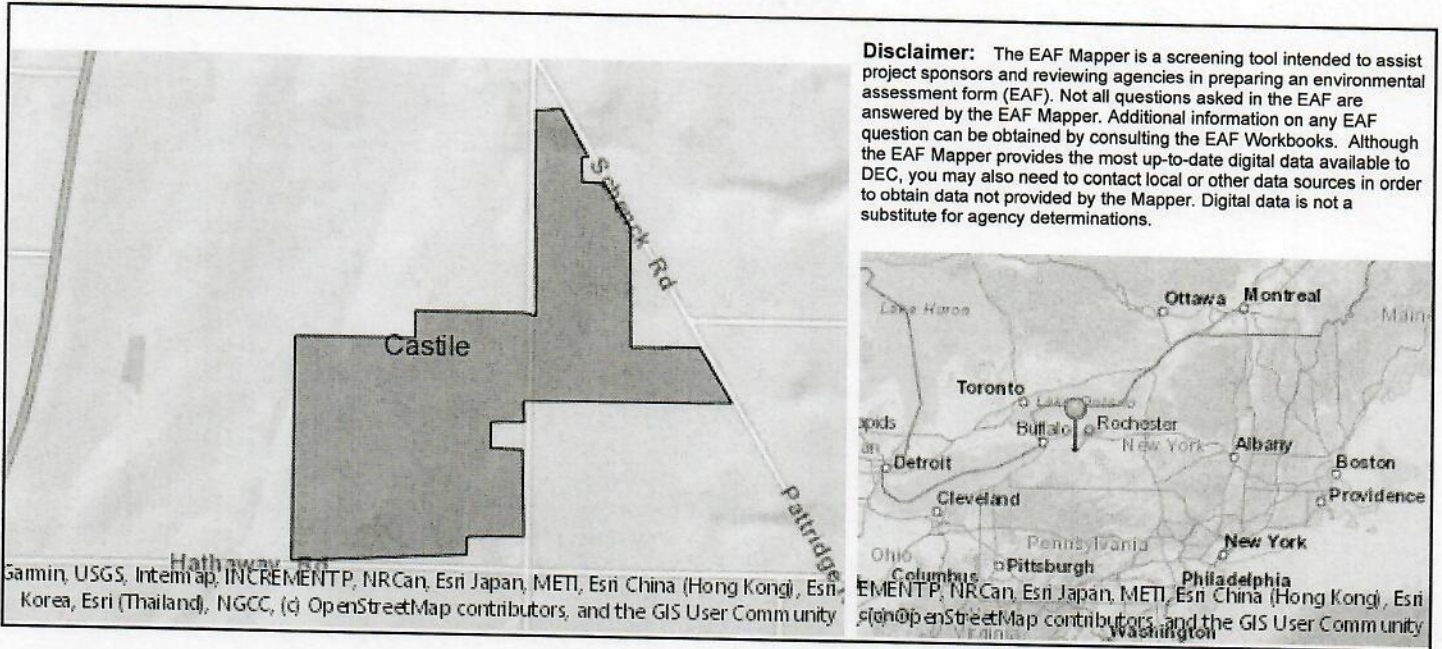 Disclaimer: The EAF Mapper is a screening tool intended to assist
project sponsors and reviewing agencies in preparing an environmental
assessment form (EAF). Not all questions asked in the EAF are
answered by the EAF Mapper. Additional information on any EAF
question can be obtained by consulting the EAF Workbooks. Although
the EAF Mapper provides the most up-to-date digital data available to
DEC, you may also need to contact local or other data sources in order
to obtain data not provided by the Mapper. Digital data is not a
substitute for agency determinations.
Schenck Rd
Castile
Pattridge
Hathaway Rd
Garmin, USGS, Intermap, INCREMENT P, NRCan, Esri Japan, METI, Esri China (Hong Kong), Esri
Korea, Esri (Thailand), NGCC, (c) OpenStreetMap contributors, and the GIS User Community
Lake Huron
Ottawa
Montreal
Toronto
Lake Ontario
Buffalo
Rochester
New York
Albany
Detroit
Boston
Cleveland
Providence
Pennsylvania
New York
Ohio
Pittsburgh
Columbus
Philadelphia
EMENT P, NRCan, Esri Japan, METI, Esri China (Hong Kong), Esri
OpenStreetMap contributors, and the GIS User Community
Virginia
Washington